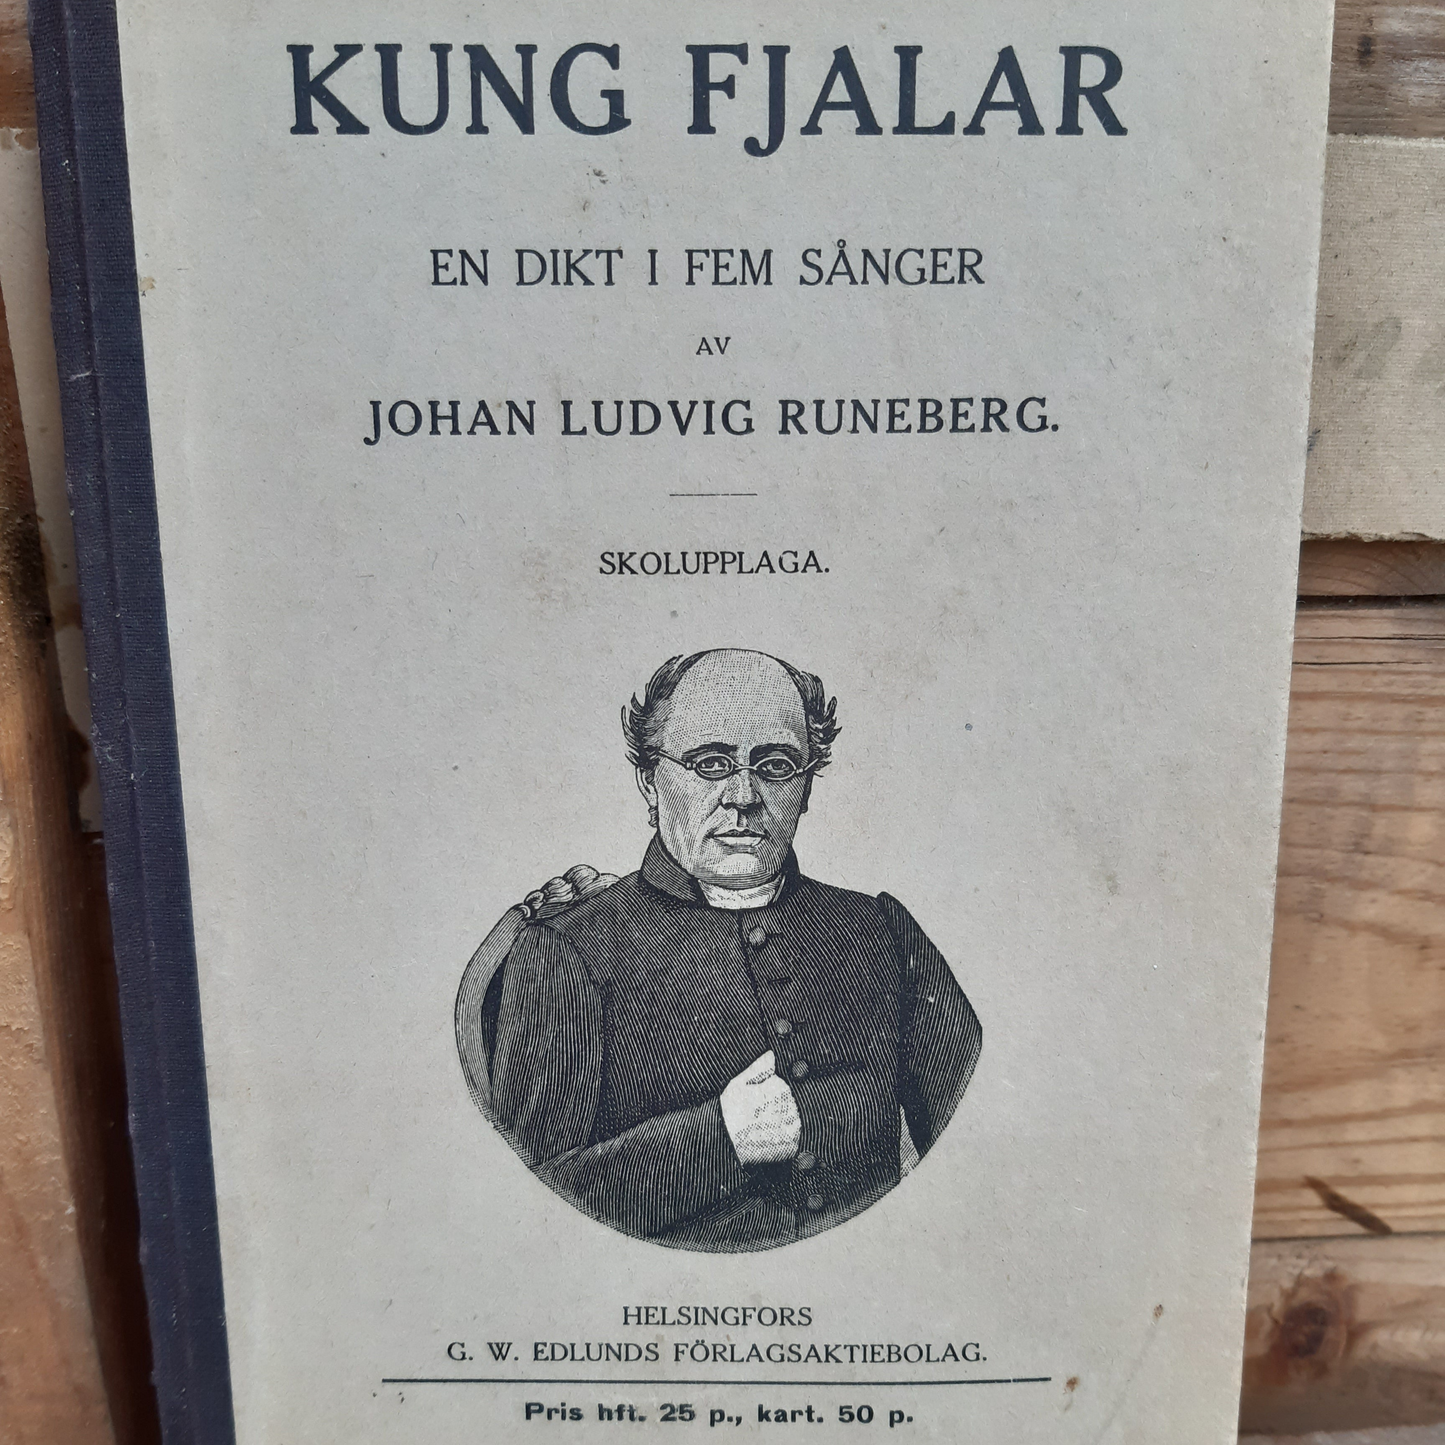 KUNG FJALAR
EN DIKT I FEM SÅNGER
AV
JOHAN LUDVIG RUNEBERG.
SKOLUPPLAGA.
HELSINGFORS
G. W. EDLUNDS FÖRLAGSAKTIEBOLAG.
Pris hft. 25 p., kart. 50 p.